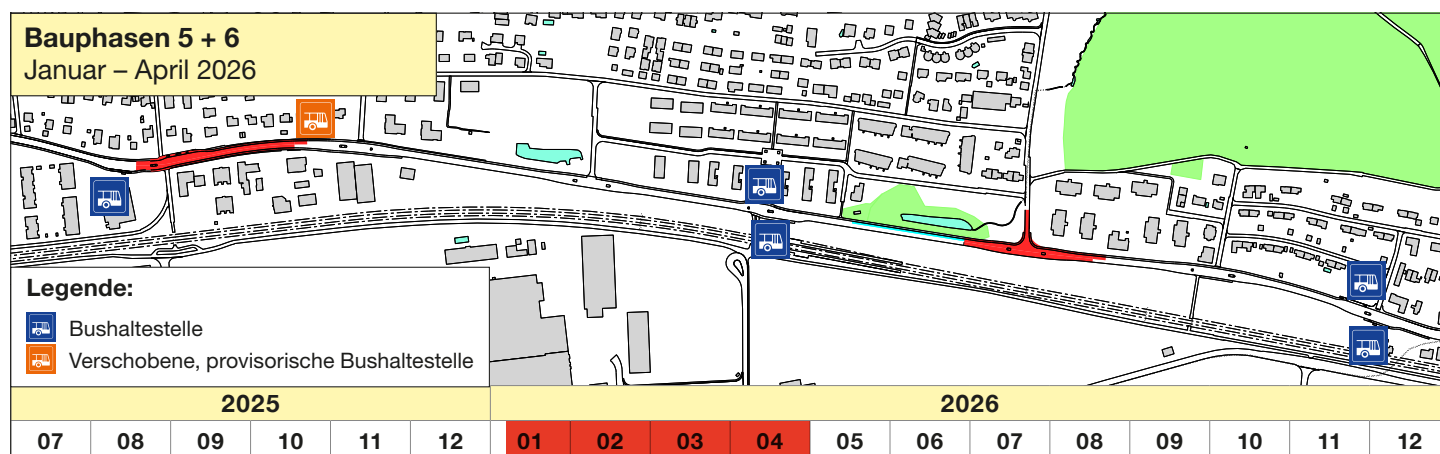 Bauphasen 5 + 6
Januar – April 2026
Legende:
Bushaltestelle
Verschobene, provisorische Bushaltestelle
2025 2026
07 08 09 10 11 12 01 02 03 04 05 06 07 08 09 10 11 12